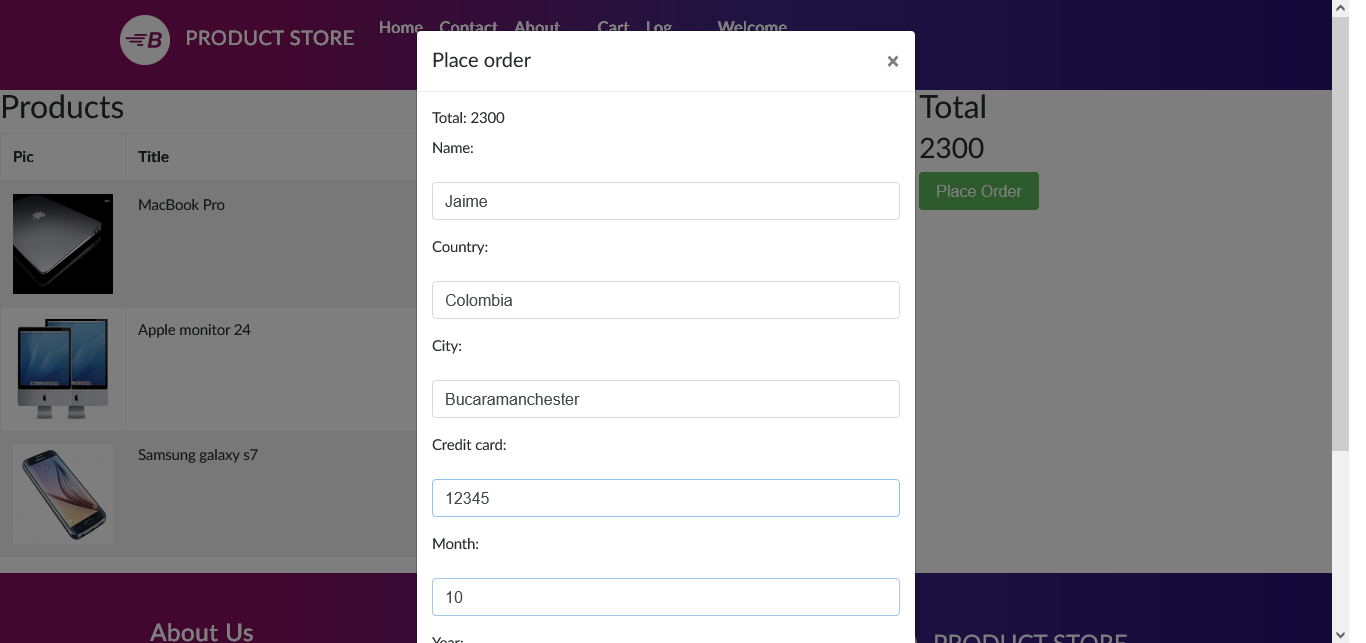 Home Contact About Cart Log Welcome
B PRODUCT STORE
Place order
×
Products
Total
Total: 2300
Name:
2300
Pic Title
Place Order
Jaime
MacBook Pro
Country:
Colombia
Apple monitor 24
City:
Bucaramanchester
Credit card:
Samsung galaxy s7
12345
Month:
10
Year:
About Us
PRODUCT STORE